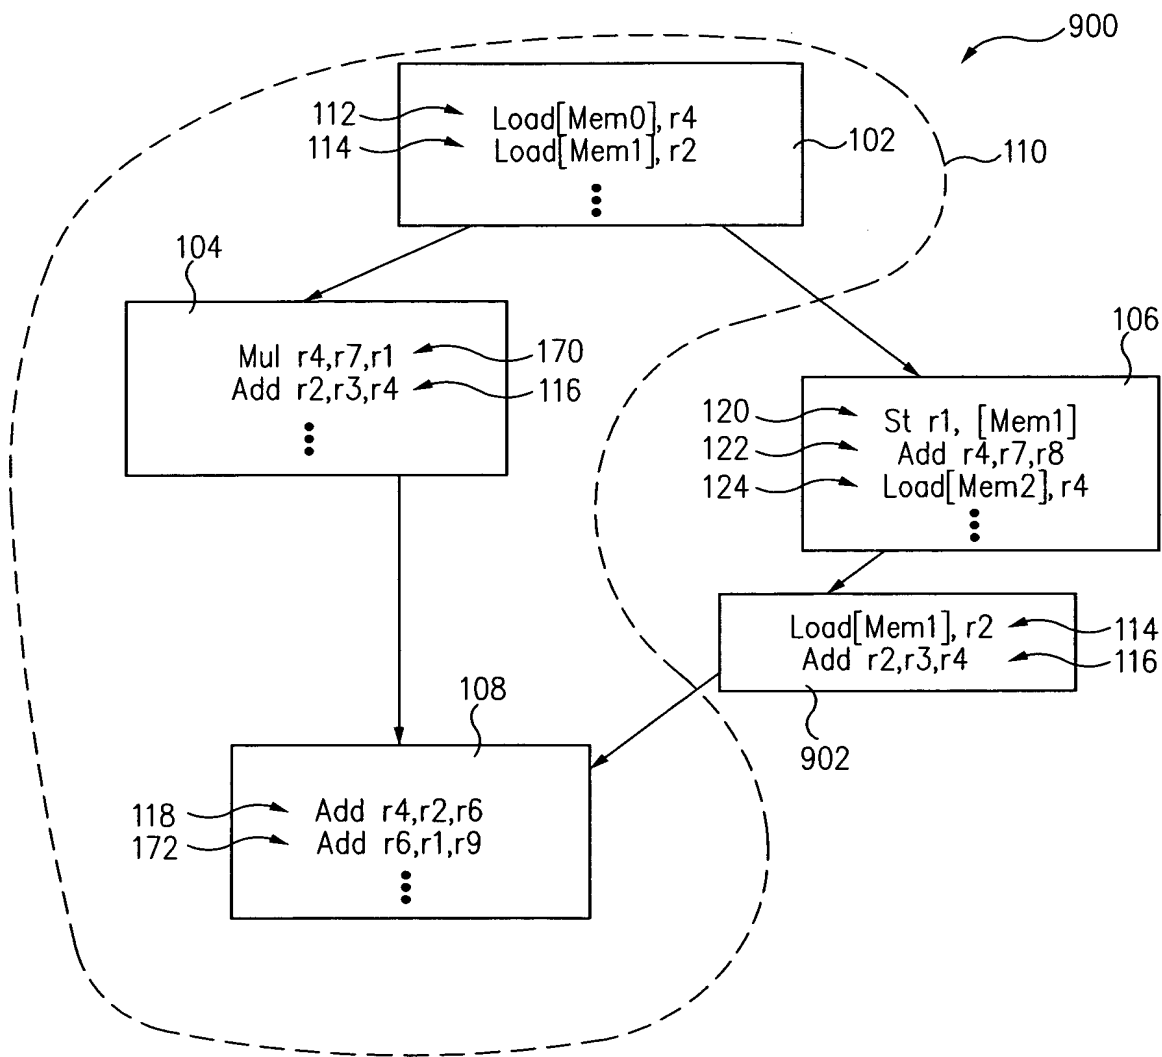 900
112 Load[Mem0], r4
114 Load[Mem1], r2
102
110
104
Mul r4,r7,r1 170
Add r2,r3,r4 116
106
120 St r1, [Mem1]
122 Add r4,r7,r8
124 Load[Mem2], r4
Load[Mem1], r2 114
Add r2,r3,r4 116
902
108
118 Add r4,r2,r6
172 Add r6,r1,r9